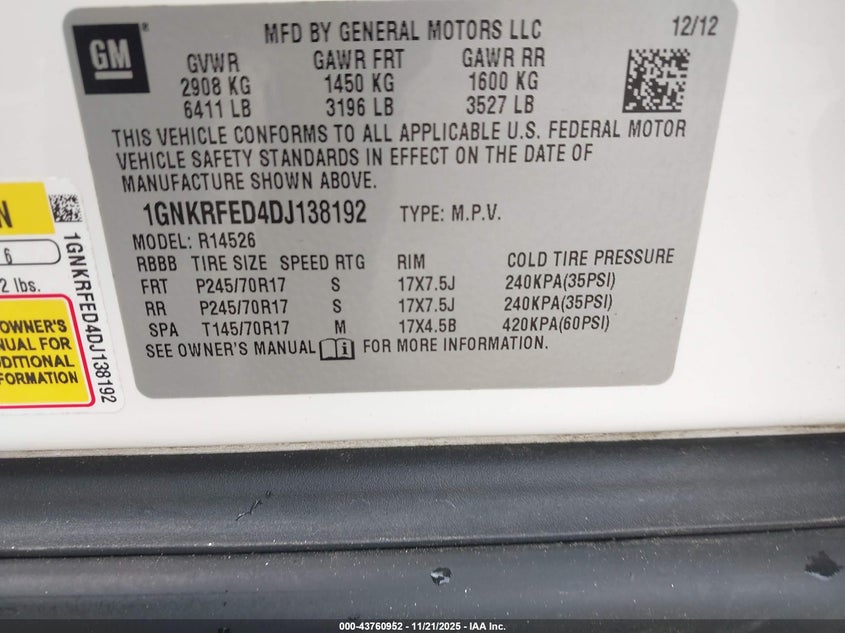 GM
MFD BY GENERAL MOTORS LLC 12/12
GVWR GAWR FRT GAWR RR
2908 KG 1450 KG 1600 KG
6411 LB 3196 LB 3527 LB
THIS VEHICLE CONFORMS TO ALL APPLICABLE U.S. FEDERAL MOTOR
VEHICLE SAFETY STANDARDS IN EFFECT ON THE DATE OF
MANUFACTURE SHOWN ABOVE.
1GNKRFED4DJ138192 TYPE: M.P.V.
MODEL: R14526
RBBB TIRE SIZE SPEED RTG RIM COLD TIRE PRESSURE
FRT P245/70R17 S 17X7.5J 240KPA(35PSI)
RR P245/70R17 S 17X7.5J 240KPA(35PSI)
SPA T145/70R17 M 17X4.5B 420KPA(60PSI)
SEE OWNER'S MANUAL FOR MORE INFORMATION.
N
6
2 lbs.
OWNER'S
NUAL FOR
DDITIONAL
FORMATION
1GNKRFED4DJ138192
000-43760952 - 11/21/2025 - IAA Inc.